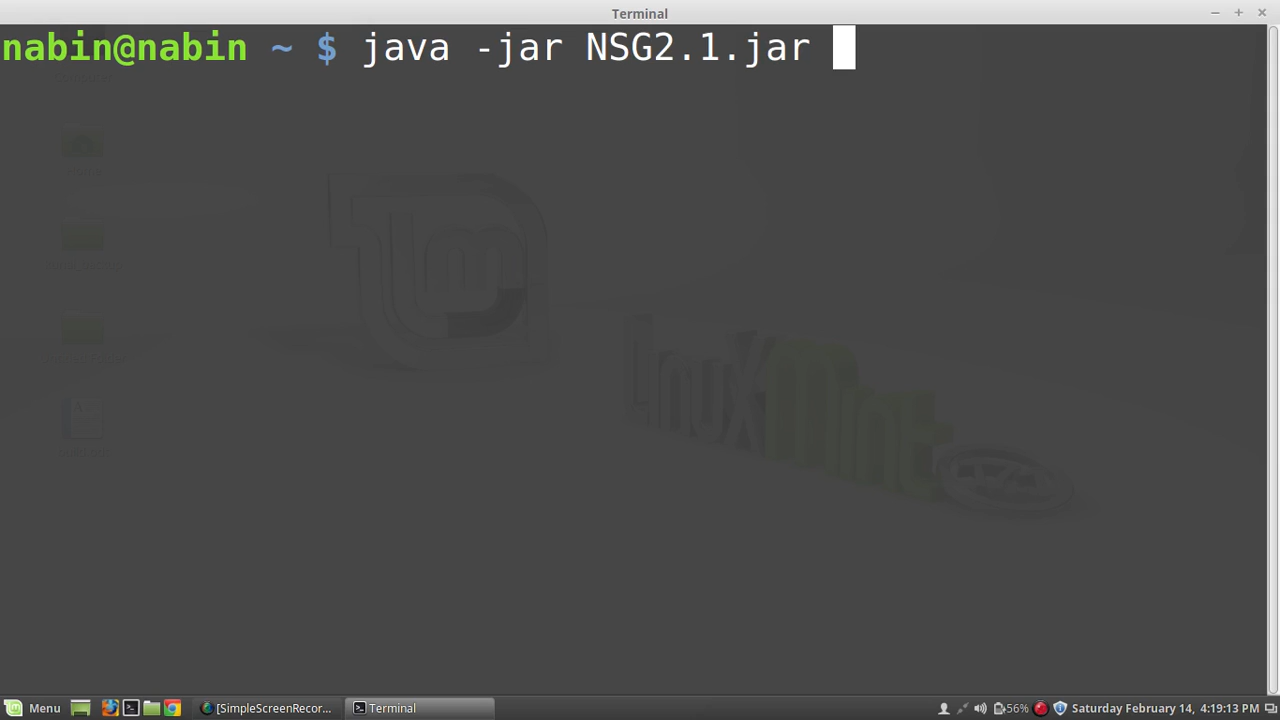 Terminal
nabin@nabin ~ $ java -jar NSG2.1.jar
LinuxMint
Menu
[SimpleScreenRecor...
Terminal
56%
Saturday February 14, 4:19:13 PM